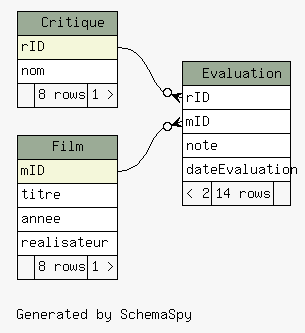 Critique
rID
nom
8 rows 1 >
Evaluation
rID
mID
note
dateEvaluation
< 2 14 rows
Film
mID
titre
annee
realisateur
8 rows 1 >
Generated by SchemaSpy